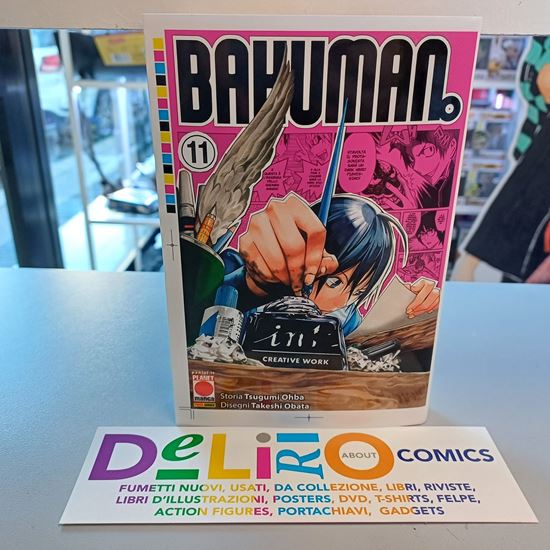 BAKUMAN.
11
ink
CREATIVE WORK
PLANET
manga
Storia Tsugumi Ohba
Disegni Takeshi Obata
DeLiRiO
ABOUT
COMICS
FUMETTI NUOVI, USATI, DA COLLEZIONE, LIBRI, RIVISTE,
LIBRI D'ILLUSTRAZIONI, POSTERS, DVD, T-SHIRTS, FELPE,
ACTION FIGURES, PORTACHIAVI, GADGETS